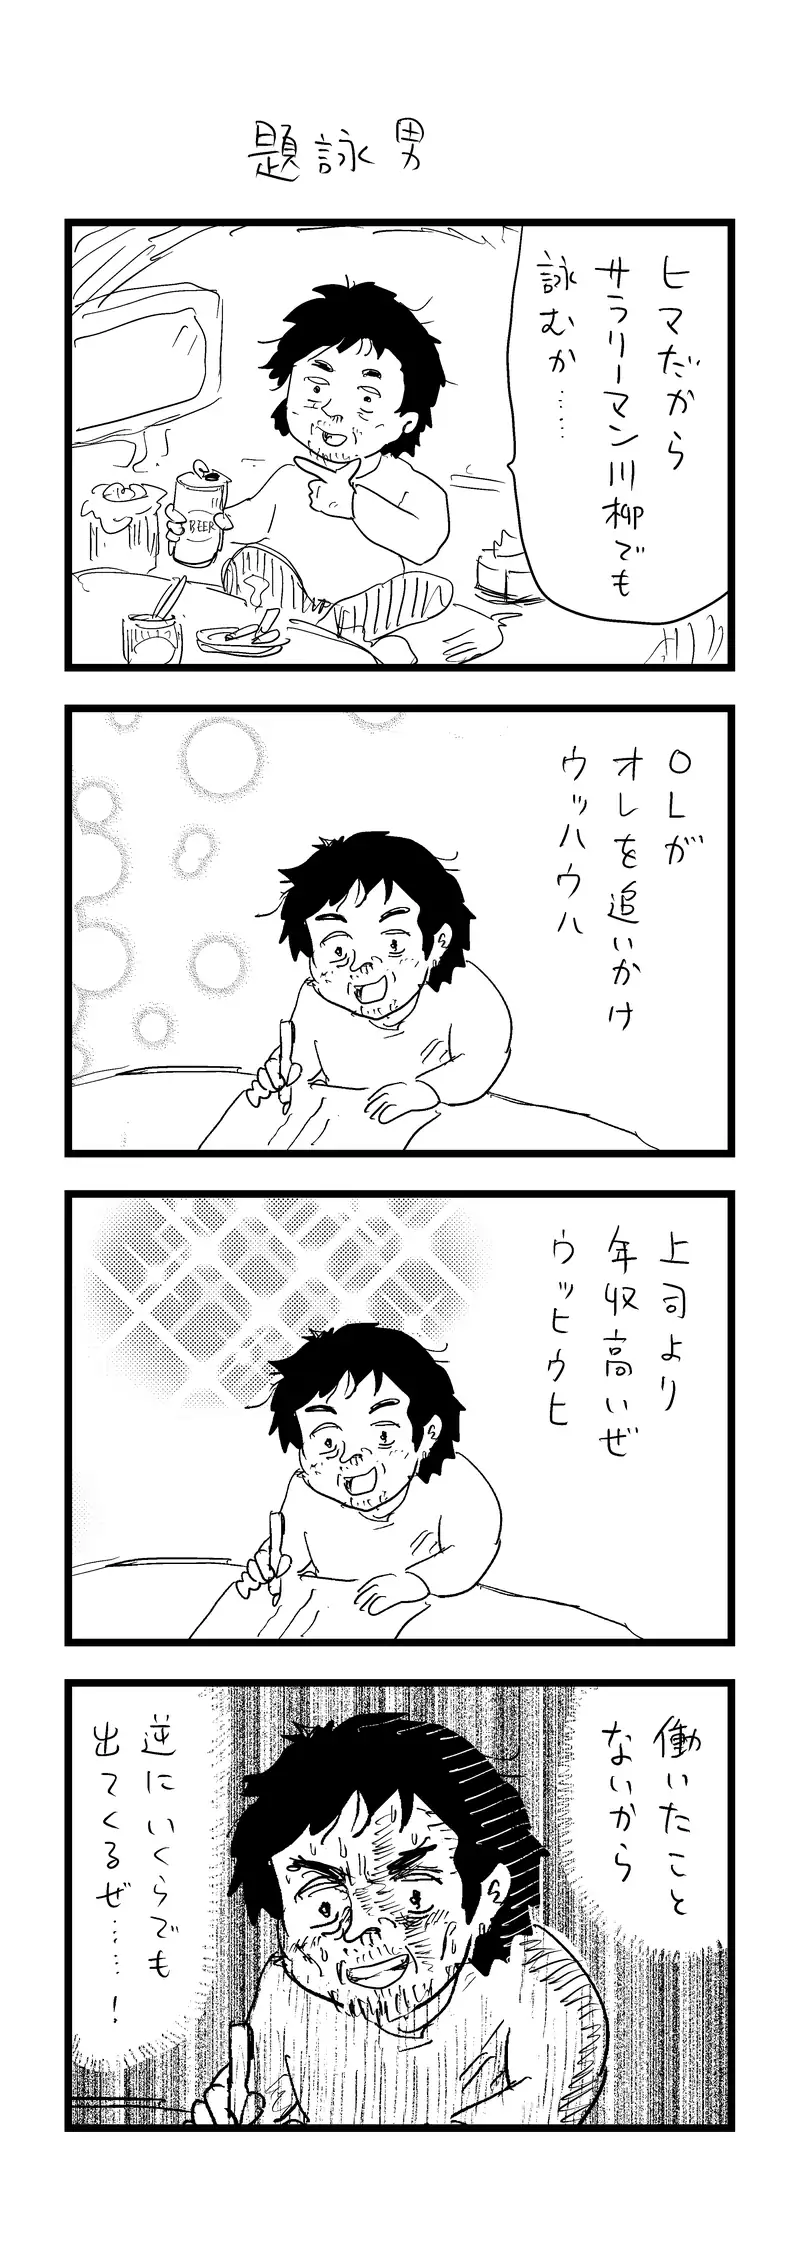 題詠男
ヒマだから
サラリーマン川柳でも
詠むか……
BEER
OLが
オレを追いかけ
ウッハウハ
上司より
年収高いぜ
ウッヒウヒ
働いたこと
ないから
逆にいくらでも
出てくるぜ……!